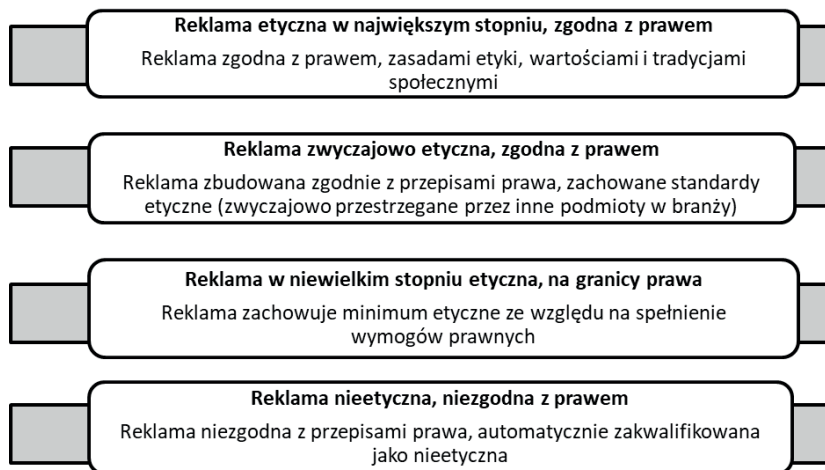 Reklama etyczna w największym stopniu, zgodna z prawem
Reklama zgodna z prawem, zasadami etyki, wartościami i tradycjami
społecznymi
Reklama zwyczajowo etyczna, zgodna z prawem
Reklama zbudowana zgodnie z przepisami prawa, zachowane standardy
etyczne (zwyczajowo przestrzegane przez inne podmioty w branży)
Reklama w niewielkim stopniu etyczna, na granicy prawa
Reklama zachowuje minimum etyczne ze względu na spełnienie
wymogów prawnych
Reklama nieetyczna, niezgodna z prawem
Reklama niezgodna z przepisami prawa, automatycznie zakwalifikowana
jako nieetyczna